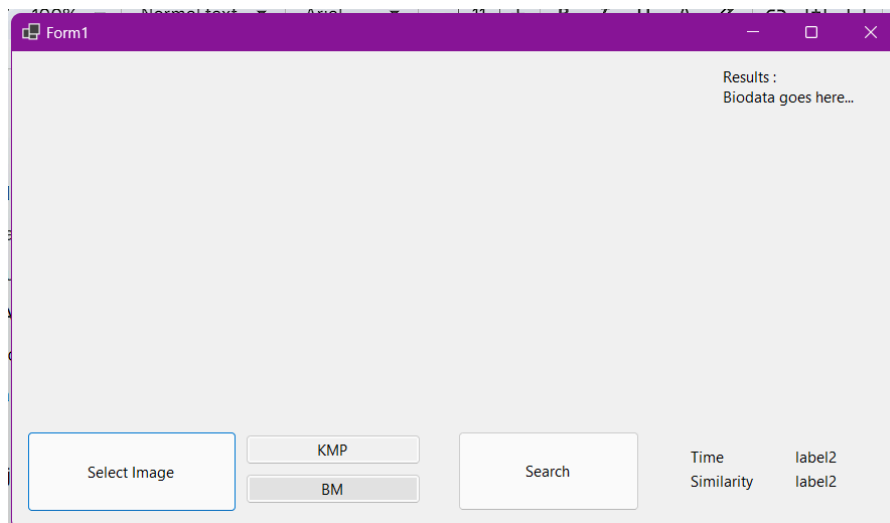 Form1
Results :
Biodata goes here...
Select Image
KMP
BM
Search
Time label2
Similarity label2